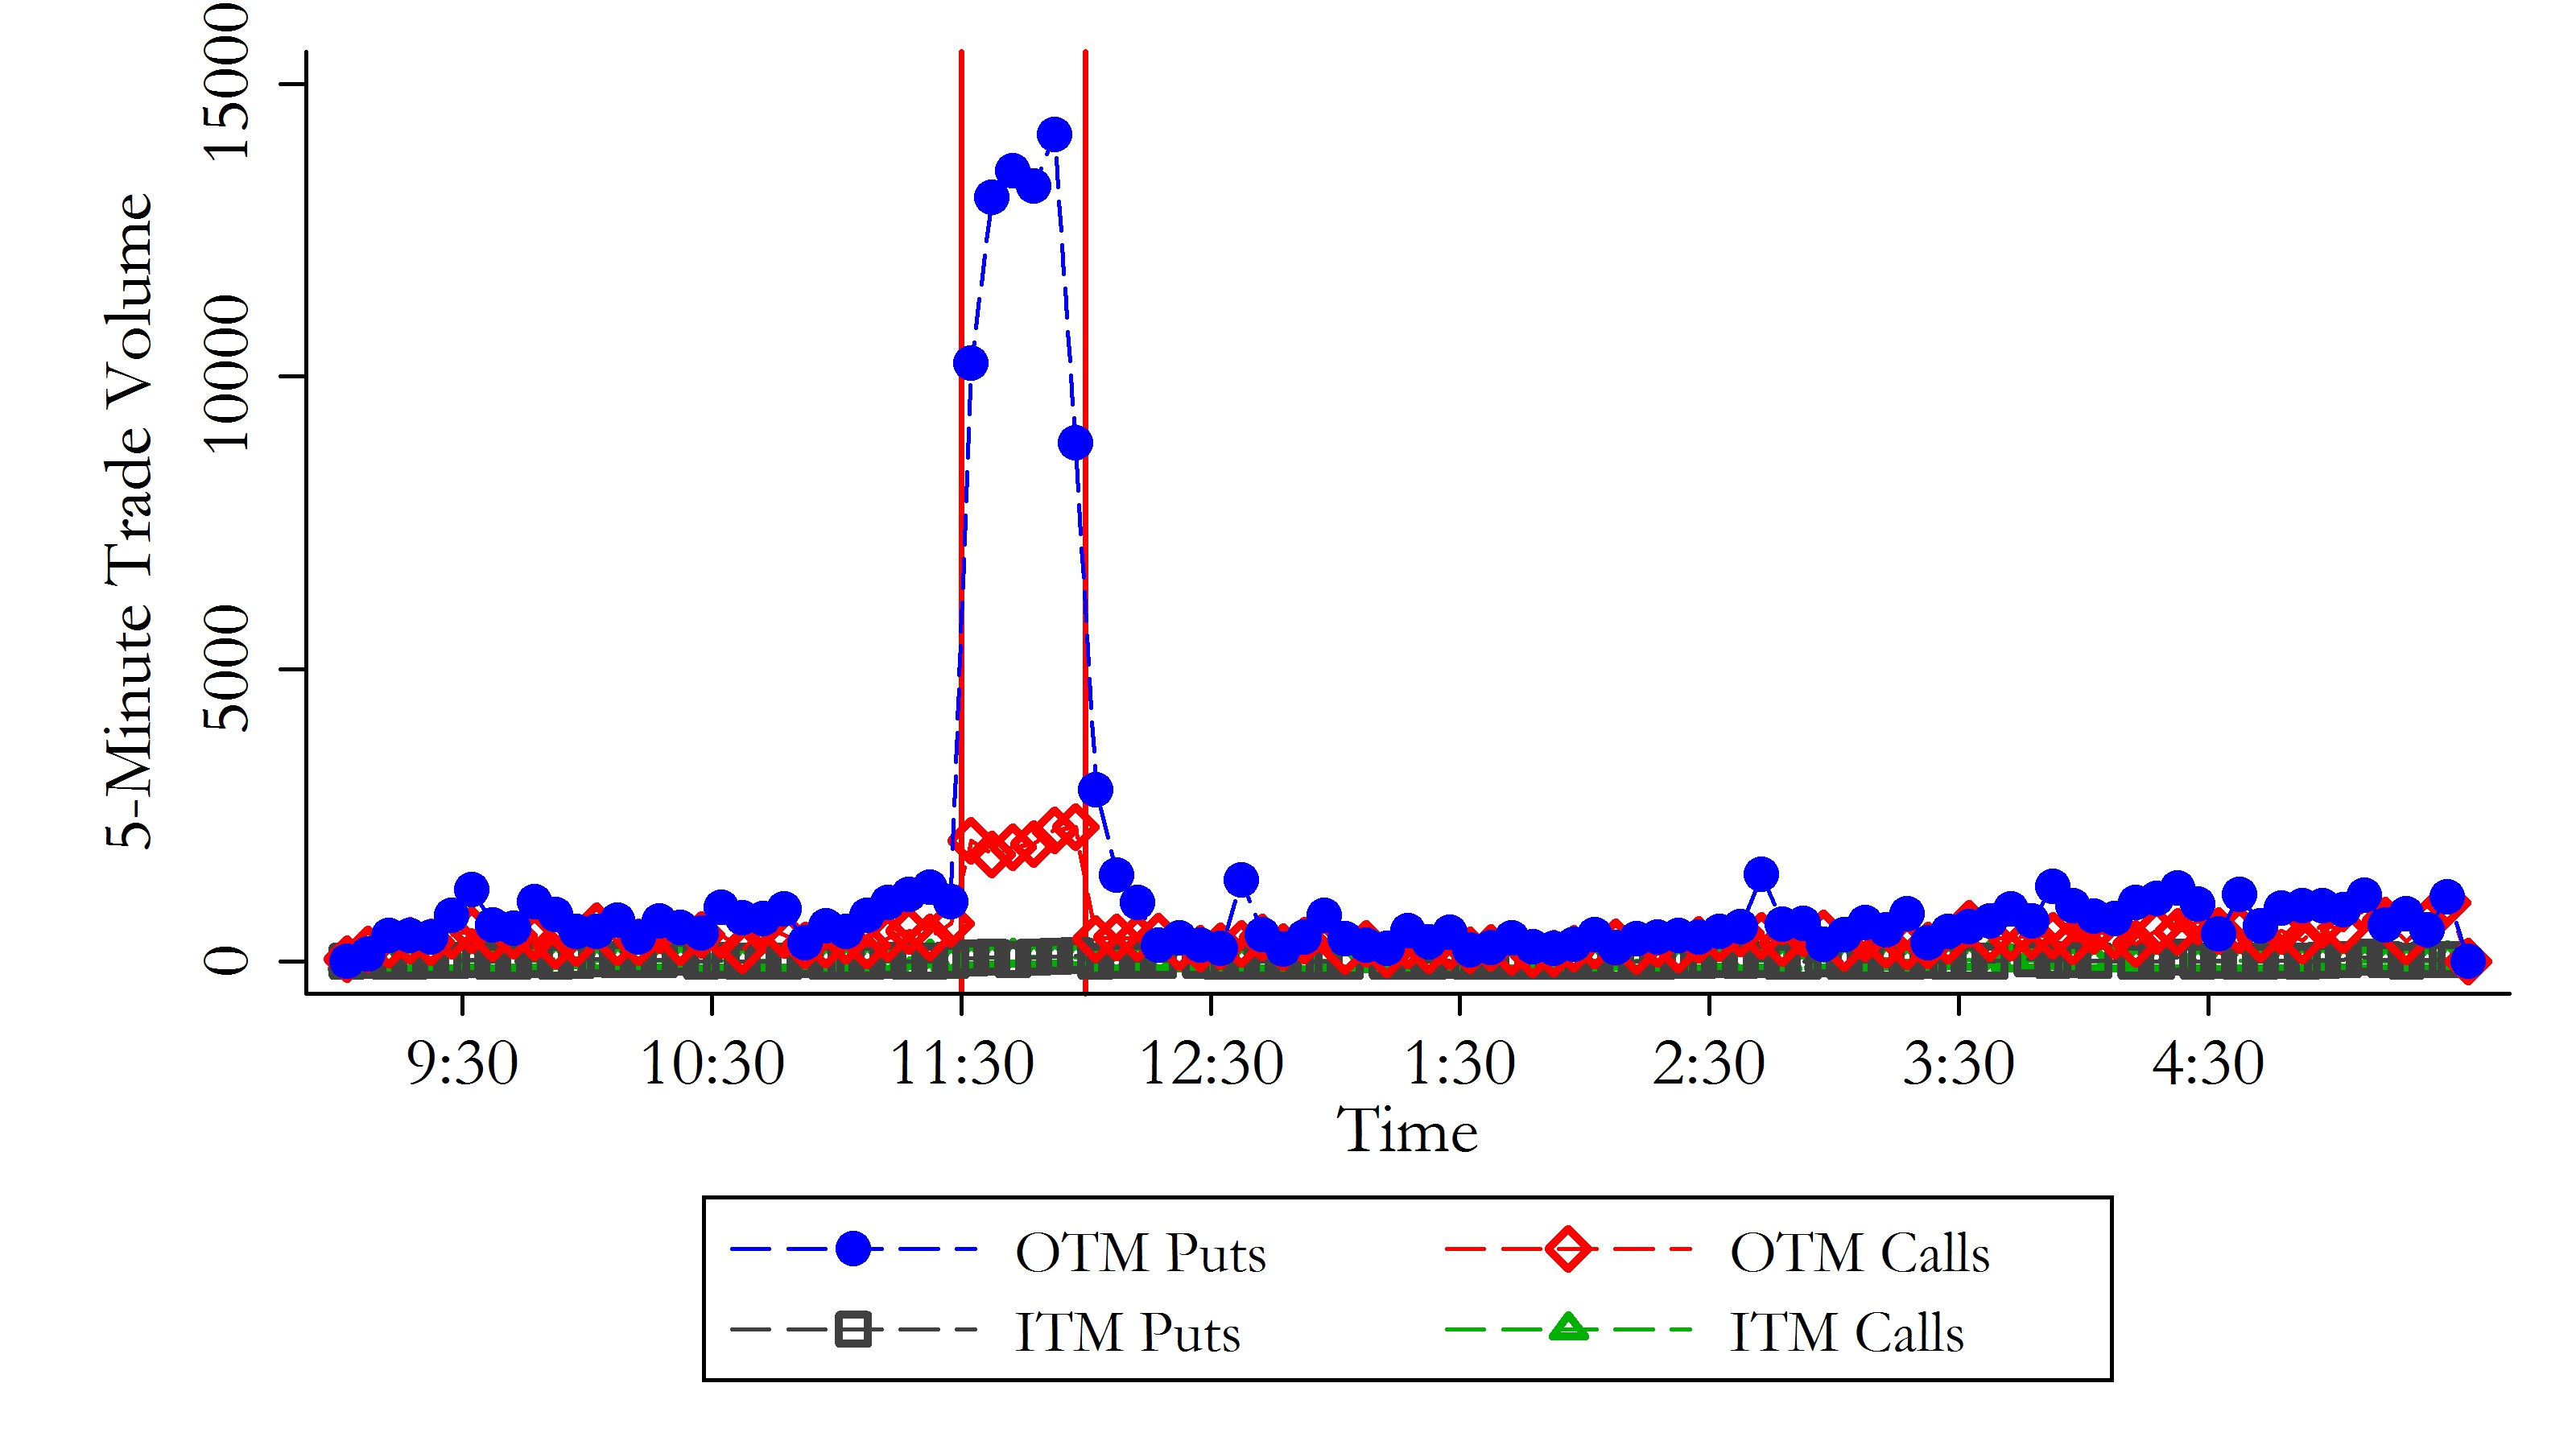 5-Minute Trade Volume
15000
10000
5000
0
9:30 10:30 11:30 12:30 1:30 2:30 3:30 4:30
Time
OTM Puts OTM Calls
ITM Puts ITM Calls